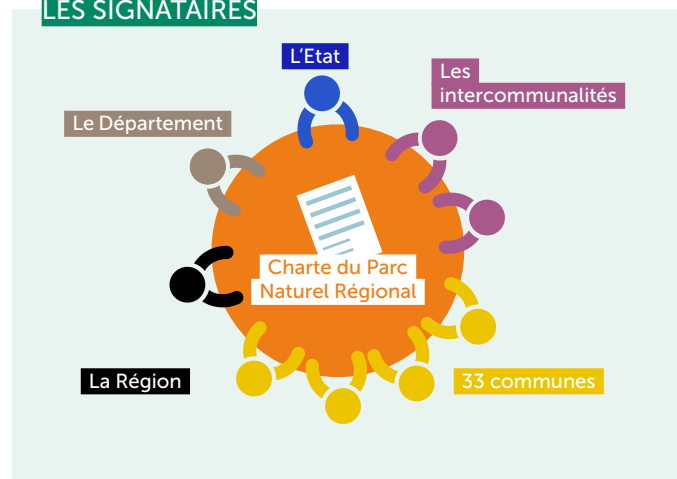 LES SIGNATAIRES
L'Etat
Les
intercommunalités
Le Département
Charte du Parc
Naturel Régional
La Région
33 communes